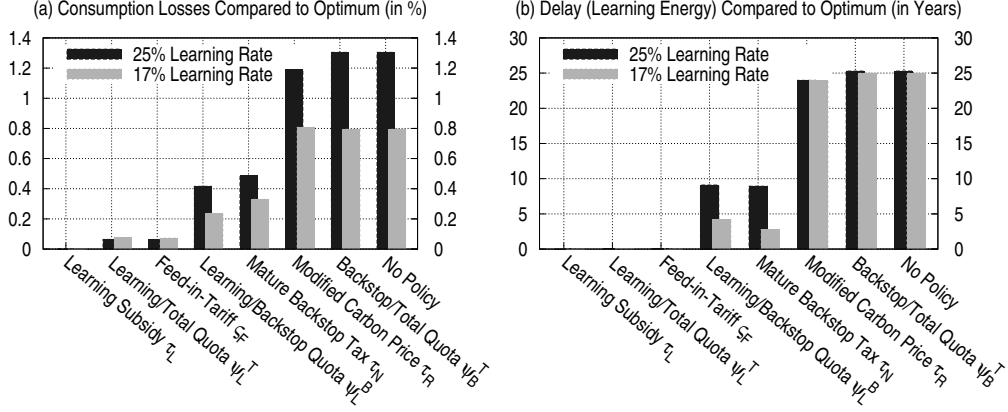 (a) Consumption Losses Compared to Optimum (in %)
1.4
1.2
1
0.8
0.6
0.4
0.2
0
1.4
1.2
1
0.8
0.6
0.4
0.2
0
25% Learning Rate
17% Learning Rate
Learning Subsidy τL
Learning/Total Quota ψLT
Feed-in-Tariff ςF
Learning/Backstop Quota ψLB
Mature Backstop Tax τN
Modified Carbon Price τR
Backstop/Total Quota ψBT
No Policy
(b) Delay (Learning Energy) Compared to Optimum (in Years)
30
25
20
15
10
5
0
30
25
20
15
10
5
0
25% Learning Rate
17% Learning Rate
Learning Subsidy τL
Learning/Total Quota ψLT
Feed-in-Tariff ςF
Learning/Backstop Quota ψLB
Mature Backstop Tax τN
Modified Carbon Price τR
Backstop/Total Quota ψBT
No Policy